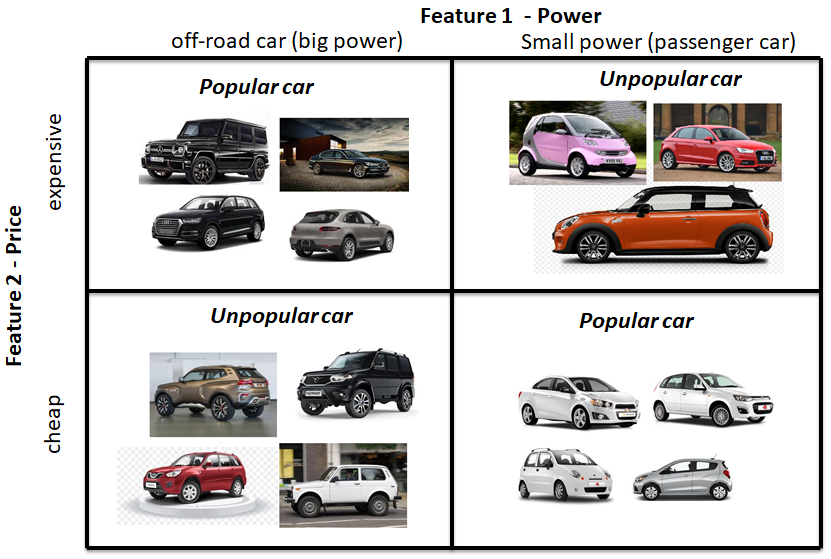 Feature 1  - Power
off-road car (big power)
Small power (passenger car)
Feature 2 - Price
expensive
cheap
Popular car
Unpopular car
Unpopular car
Popular car